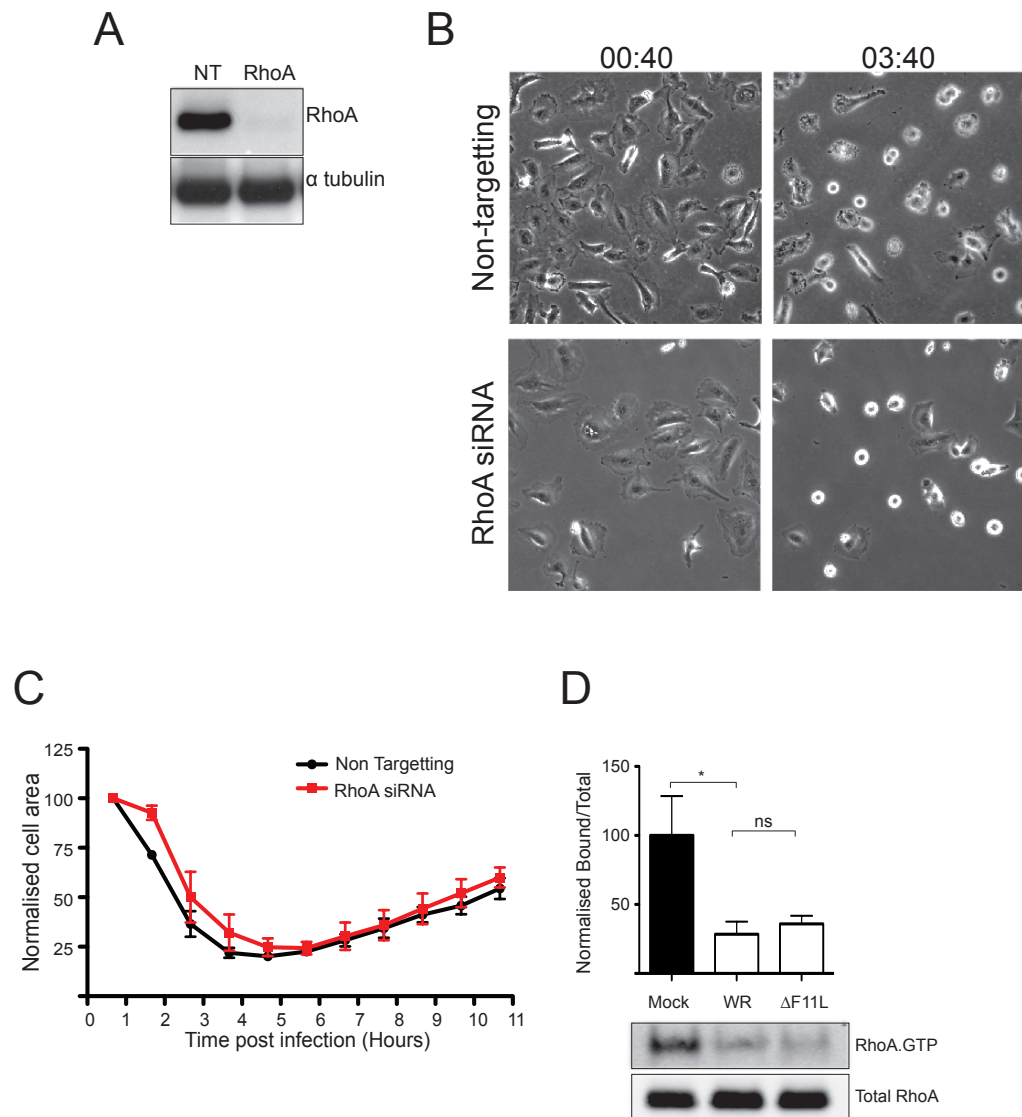 A
NT RhoA
RhoA
α tubulin
B
00:40 03:40
Non-targetting
RhoA siRNA
C
Normalised cell area
125
100
75
50
25
0 1 2 3 4 5 6 7 8 9 10 11
Time post infection (Hours)
Non Targetting
RhoA siRNA
D
Normalised Bound/Total
150
100
50
*
ns
Mock WR ΔF11L
RhoA.GTP
Total RhoA